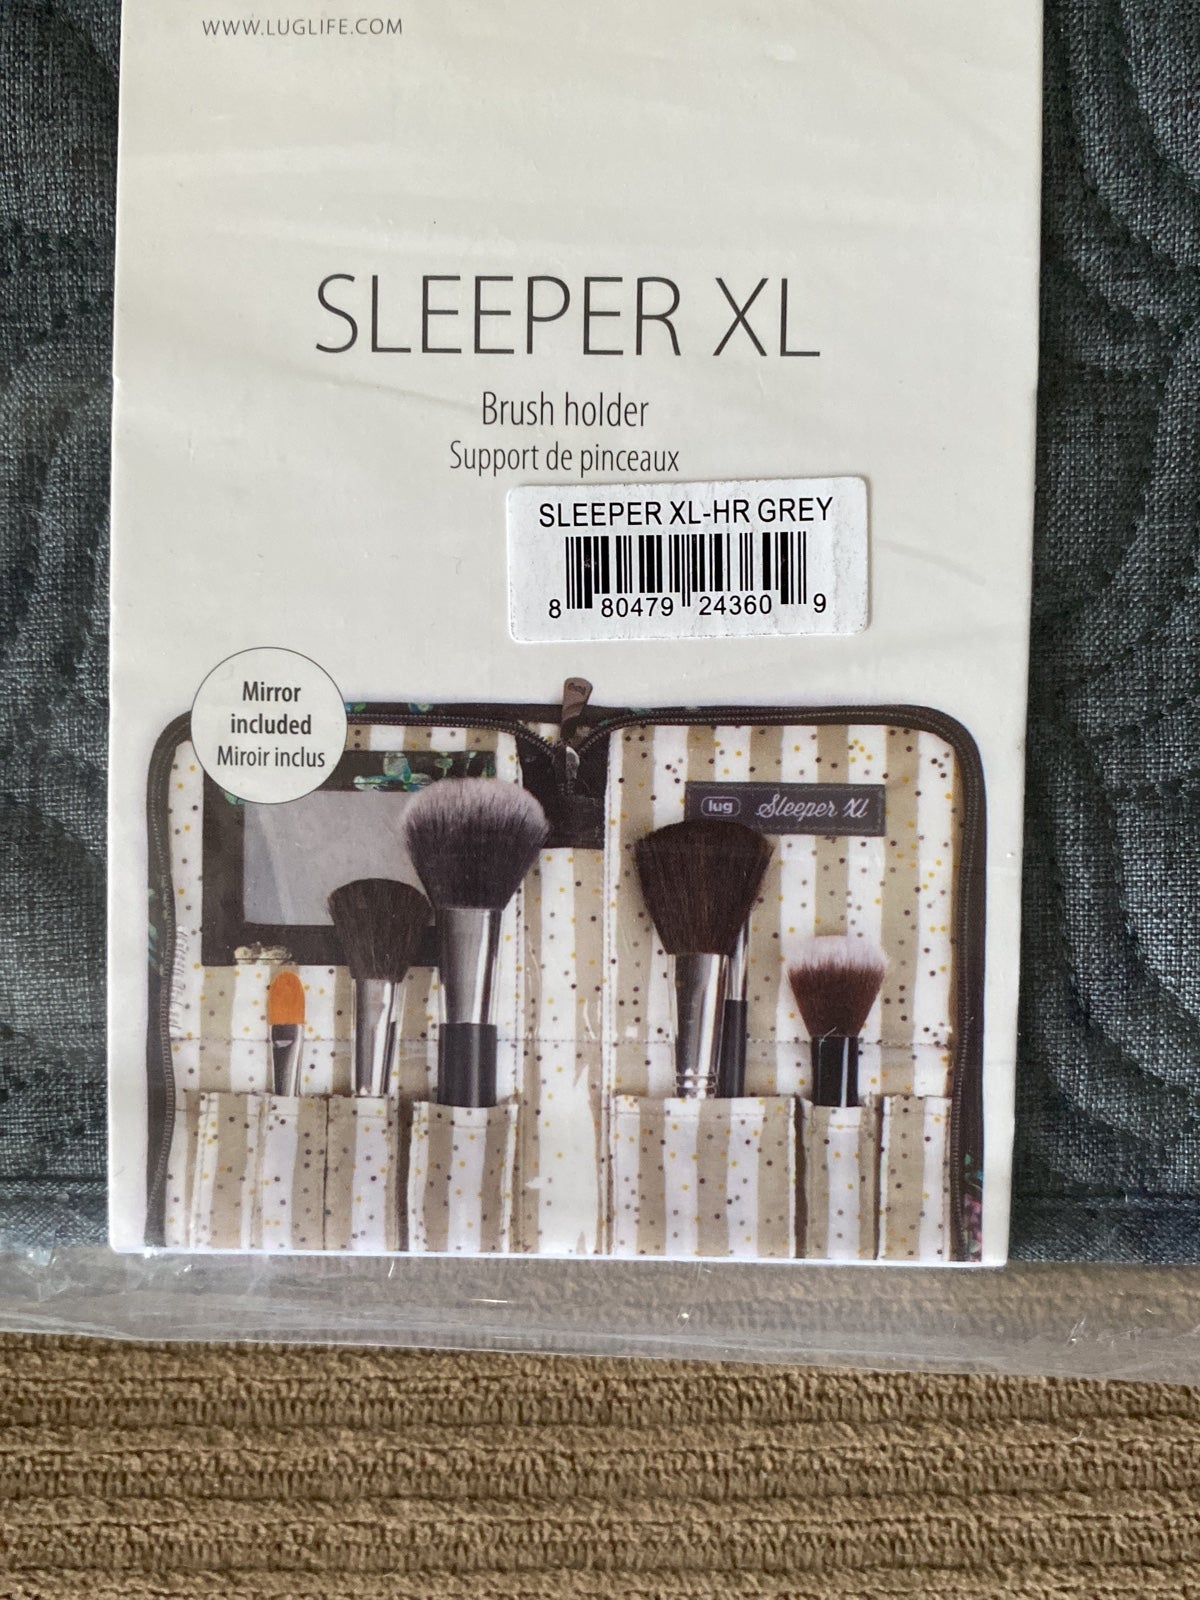 WWW.LUGLIFE.COM
SLEEPER XL
Brush holder
Support de pinceaux
SLEEPER XL-HR GREY
8 80479 24360 9
Mirror
included
Miroir inclus
lug Sleeper Xl